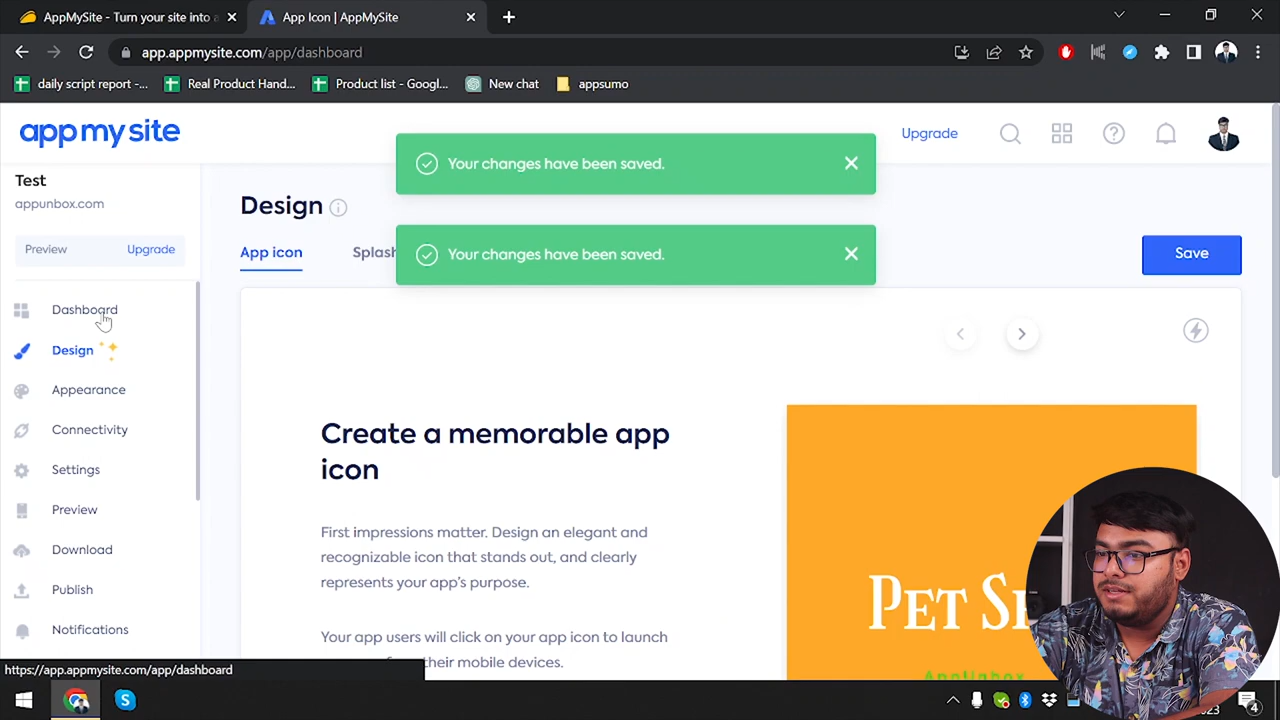 AppMySite - Turn your site into a
App Icon | AppMySite
app.appmysite.com/app/dashboard
daily script report -...
Real Product Hand...
Product list - Googl...
New chat
appsumo
app my site
Upgrade
Test
appunbox.com
Preview
Upgrade
Your changes have been saved.
Your changes have been saved.
Design
App icon
Splash
Save
Dashboard
Design
Appearance
Connectivity
Settings
Preview
Download
Publish
Notifications
Create a memorable app
icon
First impressions matter. Design an elegant and
recognizable icon that stands out, and clearly
represents your app's purpose.
Your app users will click on your app icon to launch
their mobile devices.
PET SE
AppUnbox
https://app.appmysite.com/app/dashboard
4